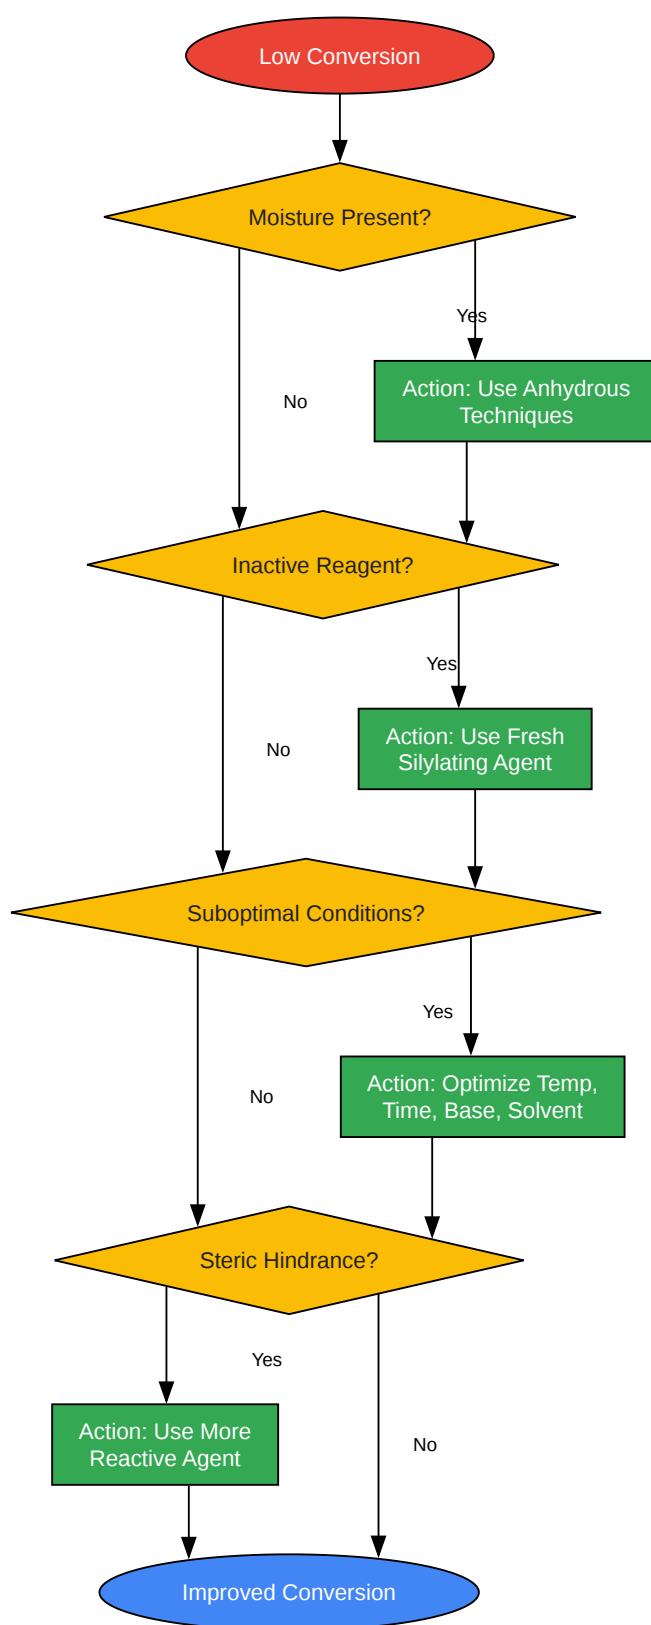 Low Conversion
Moisture Present?
Yes
Action: Use Anhydrous
Techniques
No
Inactive Reagent?
Yes
Action: Use Fresh
Silylating Agent
No
Suboptimal Conditions?
Yes
Action: Optimize Temp,
Time, Base, Solvent
No
Steric Hindrance?
Yes
Action: Use More
Reactive Agent
No
Improved Conversion